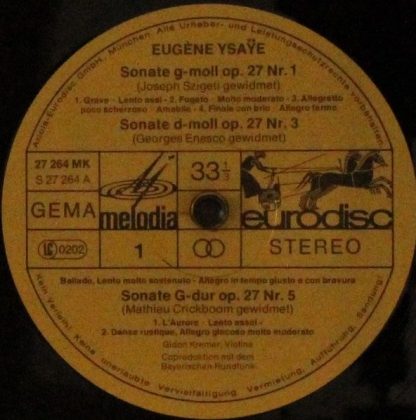 Ariola-Eurodisc GmbH, München. Alle Urheber- und Leistungsschutzrechte vorbehalten.
EUGÈNE YSAŸE
Sonate g-moll op. 27 Nr. 1
(Joseph Szigeti gewidmet)
1. Grave - Lento assai - 2. Fugato - Molto moderato - 3. Allegretto
poco scherzoso - Amabile - 4. Finale con brio - Allegro fermo
Sonate d-moll op. 27 Nr. 3
(Georges Enesco gewidmet)
27 264 MK
S 27 264 A
33 1/3
GEMA
melodia
eurodisc
LC 0202
1
STEREO
Ballade, Lento molto sostenuto - Allegro in tempo giusto e con bravura
Sonate G-dur op. 27 Nr. 5
(Mathieu Crickboom gewidmet)
1. L'Aurore - Lento assai -
2. Danse rustique, Allegro giocoso molto moderato
Gidon Kremer, Violine
Coproduktion mit dem
Bayerischen Rundfunk
Kein Verleih! Keine unerlaubte Vervielfältigung, Vermietung, Aufführung, Sendung!